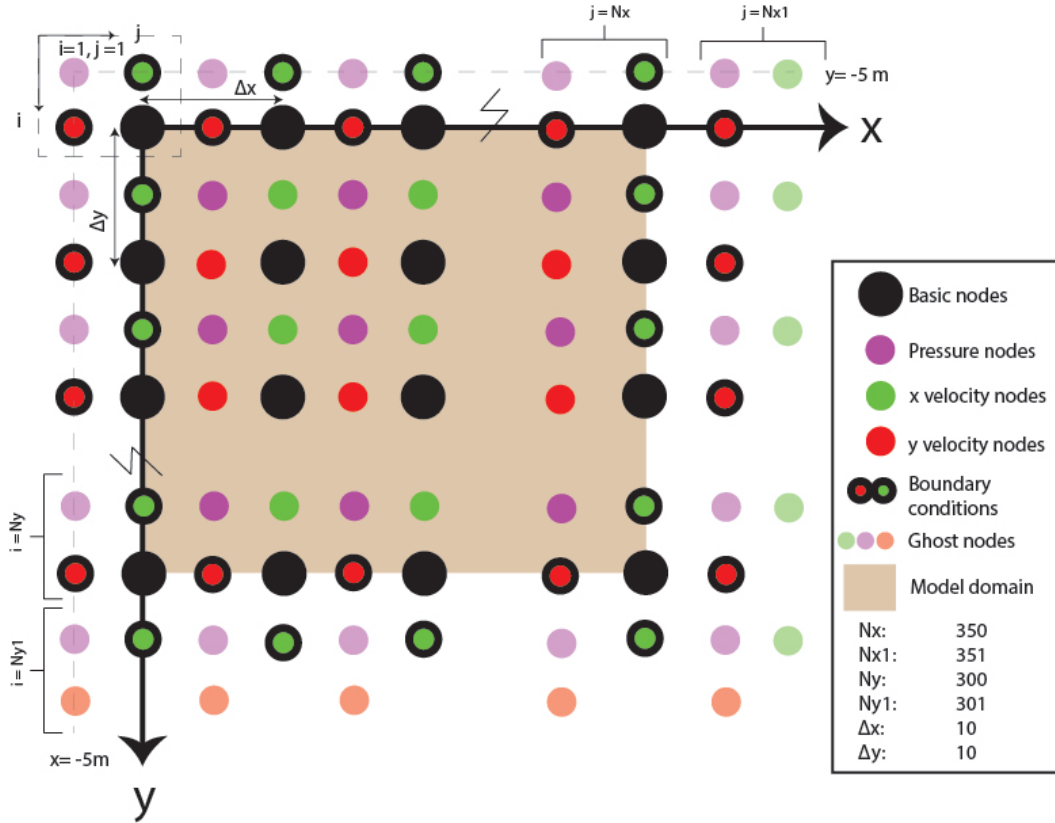 j = Nx
j = Nx1
j
i=1, j =1
y= -5 m
Δx
i
X
Δy
Basic nodes
Pressure nodes
x velocity nodes
y velocity nodes
Boundary
conditions
Ghost nodes
Model domain
Nx: 350
Nx1: 351
Ny: 300
Ny1: 301
Δx: 10
Δy: 10
i = Ny
i = Ny1
x= -5m
y